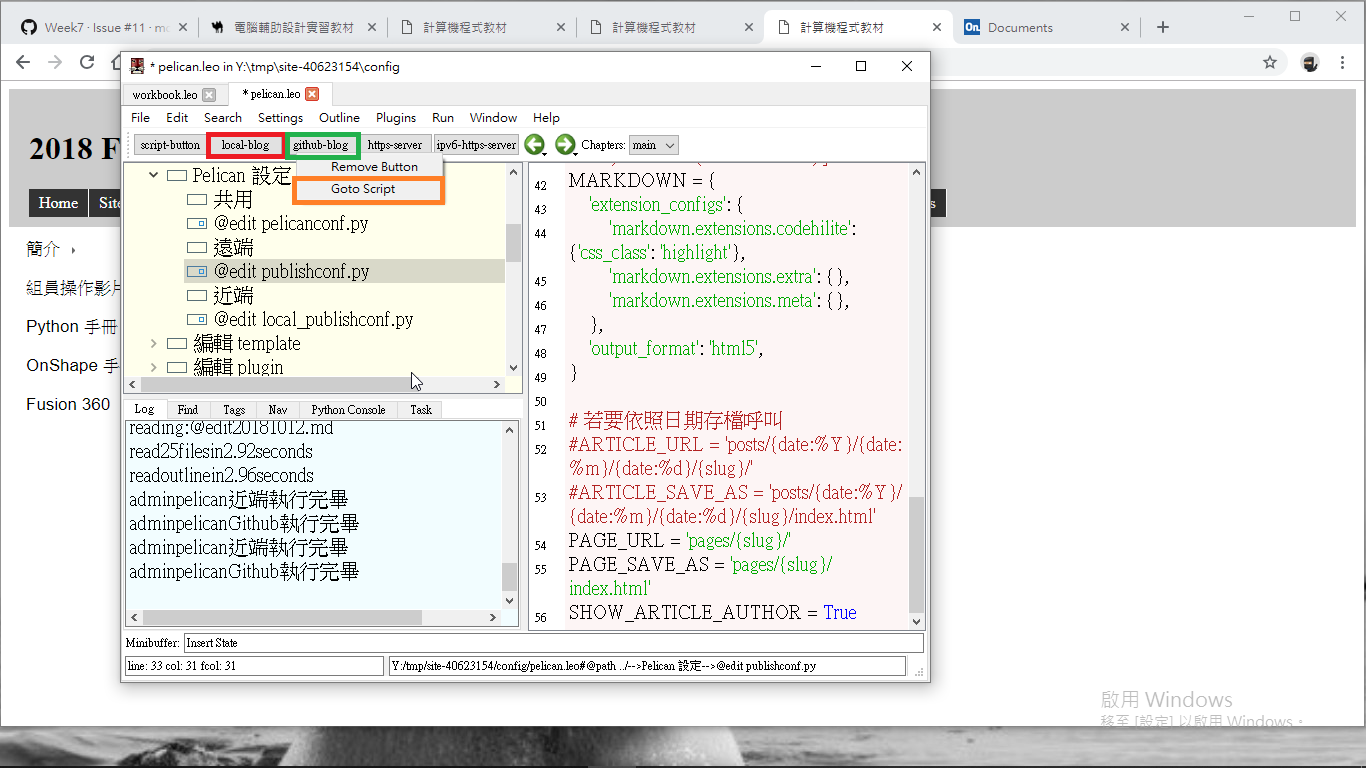 Week7 · Issue #11 · mc
電腦輔助設計實習教材
計算機程式教材
計算機程式教材
計算機程式教材
On.
Documents
* pelican.leo in Y:\tmp\site-40623154\config
workbook.leo
* pelican.leo
File Edit Search Settings Outline Plugins Run Window Help
script-button local-blog github-blog https-server ipv6-https-server Chapters: main
Remove Button
Goto Script
2018 F
Home
Site
s
簡介
組員操作影片
Python 手冊
OnShape 手
Fusion 360
Pelican 設定
共用
@edit pelicanconf.py
遠端
@edit publishconf.py
近端
@edit local_publishconf.py
編輯 template
編輯 plugin
Log Find Tags Nav Python Console Task
reading:@edit20181012.md
read25filesin2.92seconds
readoutlinein2.96seconds
adminpelican近端執行完畢
adminpelicanGithub執行完畢
adminpelican近端執行完畢
adminpelicanGithub執行完畢
42 MARKDOWN = {
43 'extension_configs': {
44 'markdown.extensions.codehilite':
{'css_class': 'highlight'},
45 'markdown.extensions.extra': { },
46 'markdown.extensions.meta': { },
47 },
48 'output_format': 'html5',
49 }
50
51 # 若要依照日期存檔呼叫
52 #ARTICLE_URL = 'posts/{date:%Y}/{date:
%m}/{date:%d}/{slug}/'
53 #ARTICLE_SAVE_AS = 'posts/{date:%Y}/
{date:%m}/{date:%d}/{slug}/index.html'
54 PAGE_URL = 'pages/{slug}/'
55 PAGE_SAVE_AS = 'pages/{slug}/
index.html'
56 SHOW_ARTICLE_AUTHOR = True
Minibuffer: Insert State
line: 33 col: 31 fcol: 31
Y:/tmp/site-40623154/config/pelican.leo#@path ../-->Pelican 設定-->@edit publishconf.py
啟用 Windows
移至 [設定] 以啟用 Windows。